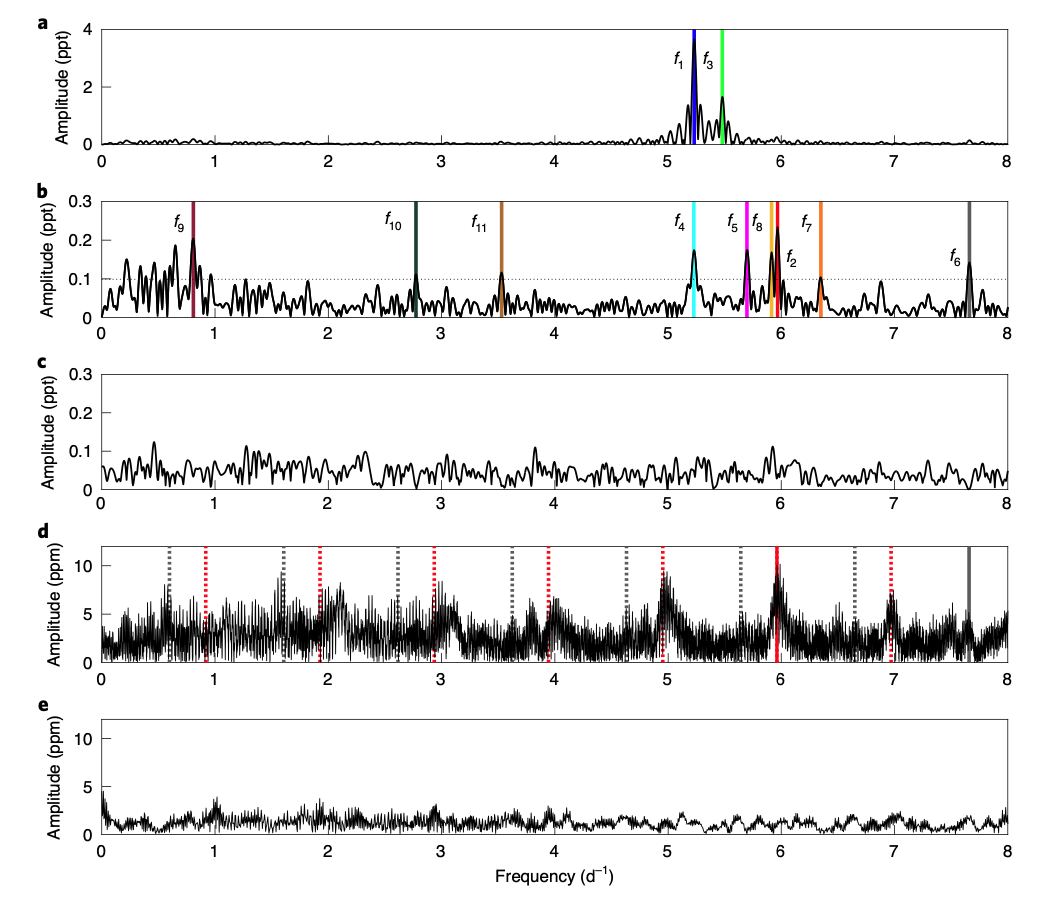 a
Amplitude (ppt)
4
2
0
f1 f3
0 1 2 3 4 5 6 7 8
b
Amplitude (ppt)
0.3
0.2
0.1
0
f9 f10 f11 f4 f5 f8 f2 f7 f6
0 1 2 3 4 5 6 7 8
c
Amplitude (ppt)
0.3
0.2
0.1
0
0 1 2 3 4 5 6 7 8
d
Amplitude (ppm)
10
5
0
0 1 2 3 4 5 6 7 8
e
Amplitude (ppm)
10
5
0
0 1 2 3 4 5 6 7 8
Frequency (d⁻¹)